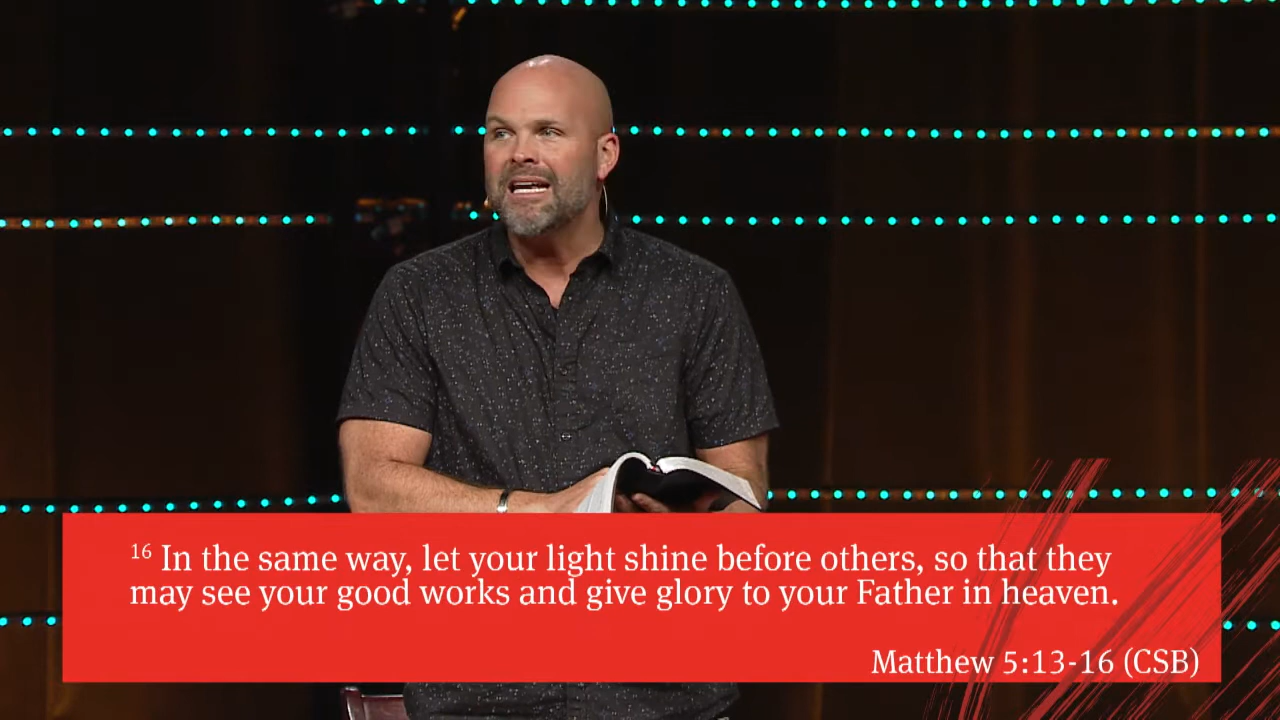 16 In the same way, let your light shine before others, so that they
may see your good works and give glory to your Father in heaven.
Matthew 5:13-16 (CSB)